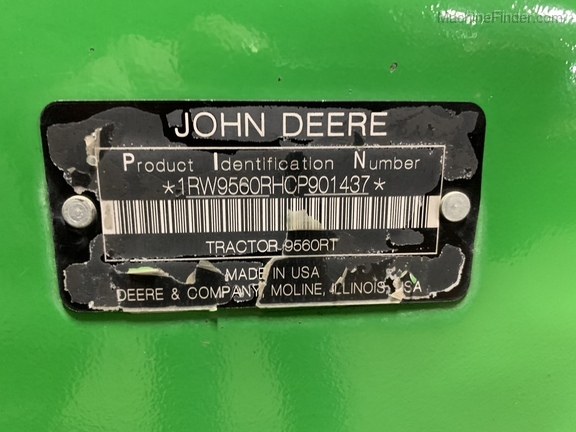 MachineFinder.com
JOHN DEERE
Product Identification Number
*1RW9560RHCP901437*
TRACTOR 9560RT
MADE IN USA
DEERE & COMPANY, MOLINE, ILLINOIS, USA